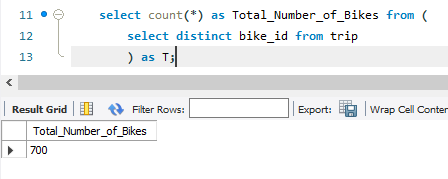 11 select count(*) as Total_Number_of_Bikes from (
12 select distinct bike_id from trip
13 ) as T;
Result Grid Filter Rows: Export: Wrap Cell Conten
Total_Number_of_Bikes
700